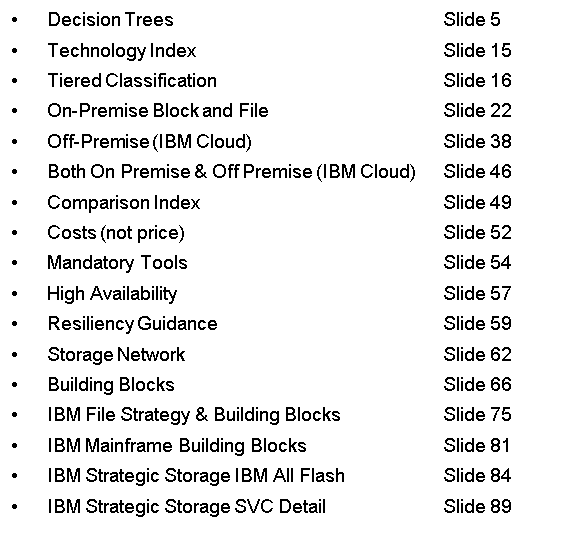 • Decision Trees Slide 5
• Technology Index Slide 15
• Tiered Classification Slide 16
• On-Premise Block and File Slide 22
• Off-Premise (IBM Cloud) Slide 38
• Both On Premise & Off Premise (IBM Cloud) Slide 46
• Comparison Index Slide 49
• Costs (not price) Slide 52
• Mandatory Tools Slide 54
• High Availability Slide 57
• Resiliency Guidance Slide 59
• Storage Network Slide 62
• Building Blocks Slide 66
• IBM File Strategy & Building Blocks Slide 75
• IBM Mainframe Building Blocks Slide 81
• IBM Strategic Storage IBM All Flash Slide 84
• IBM Strategic Storage SVC Detail Slide 89